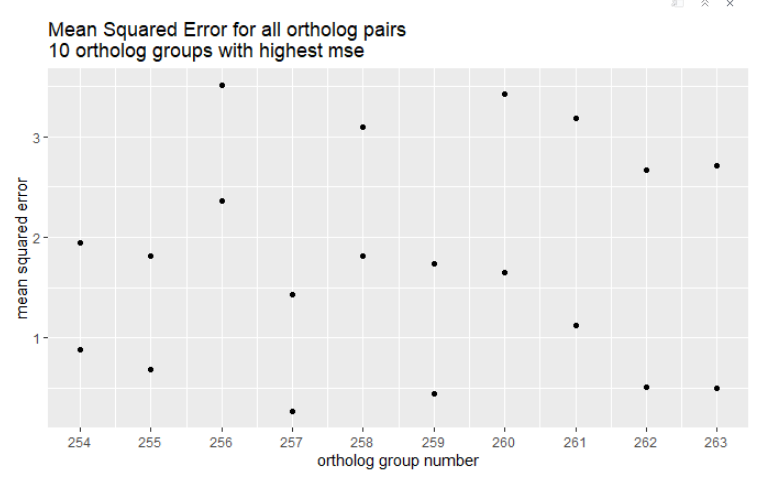 Mean Squared Error for all ortholog pairs
10 ortholog groups with highest mse
3
2
1
mean squared error
254 255 256 257 258 259 260 261 262 263
ortholog group number